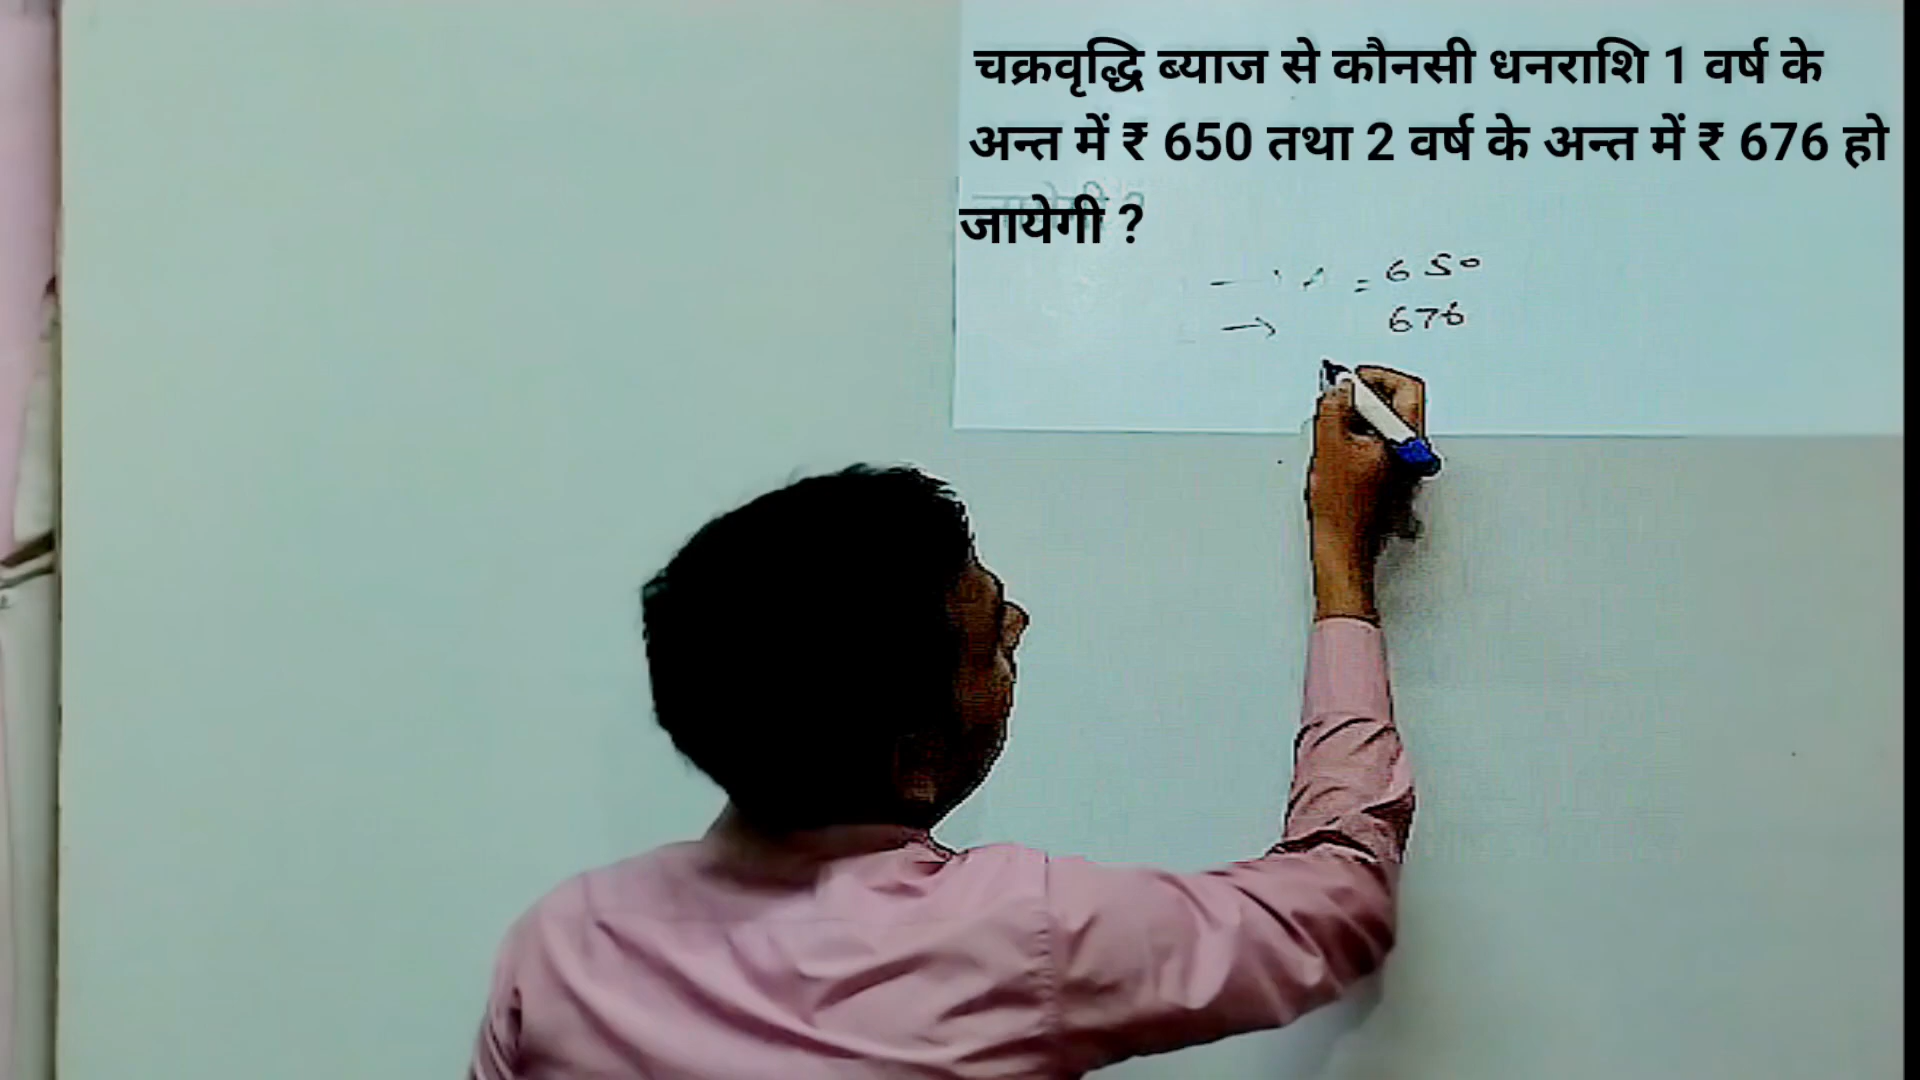 चक्रवृद्धि ब्याज से कौनसी धनराशि 1 वर्ष के
अन्त में ₹ 650 तथा 2 वर्ष के अन्त में ₹ 676 हो
जायेगी ?
→ = 650
→ 676